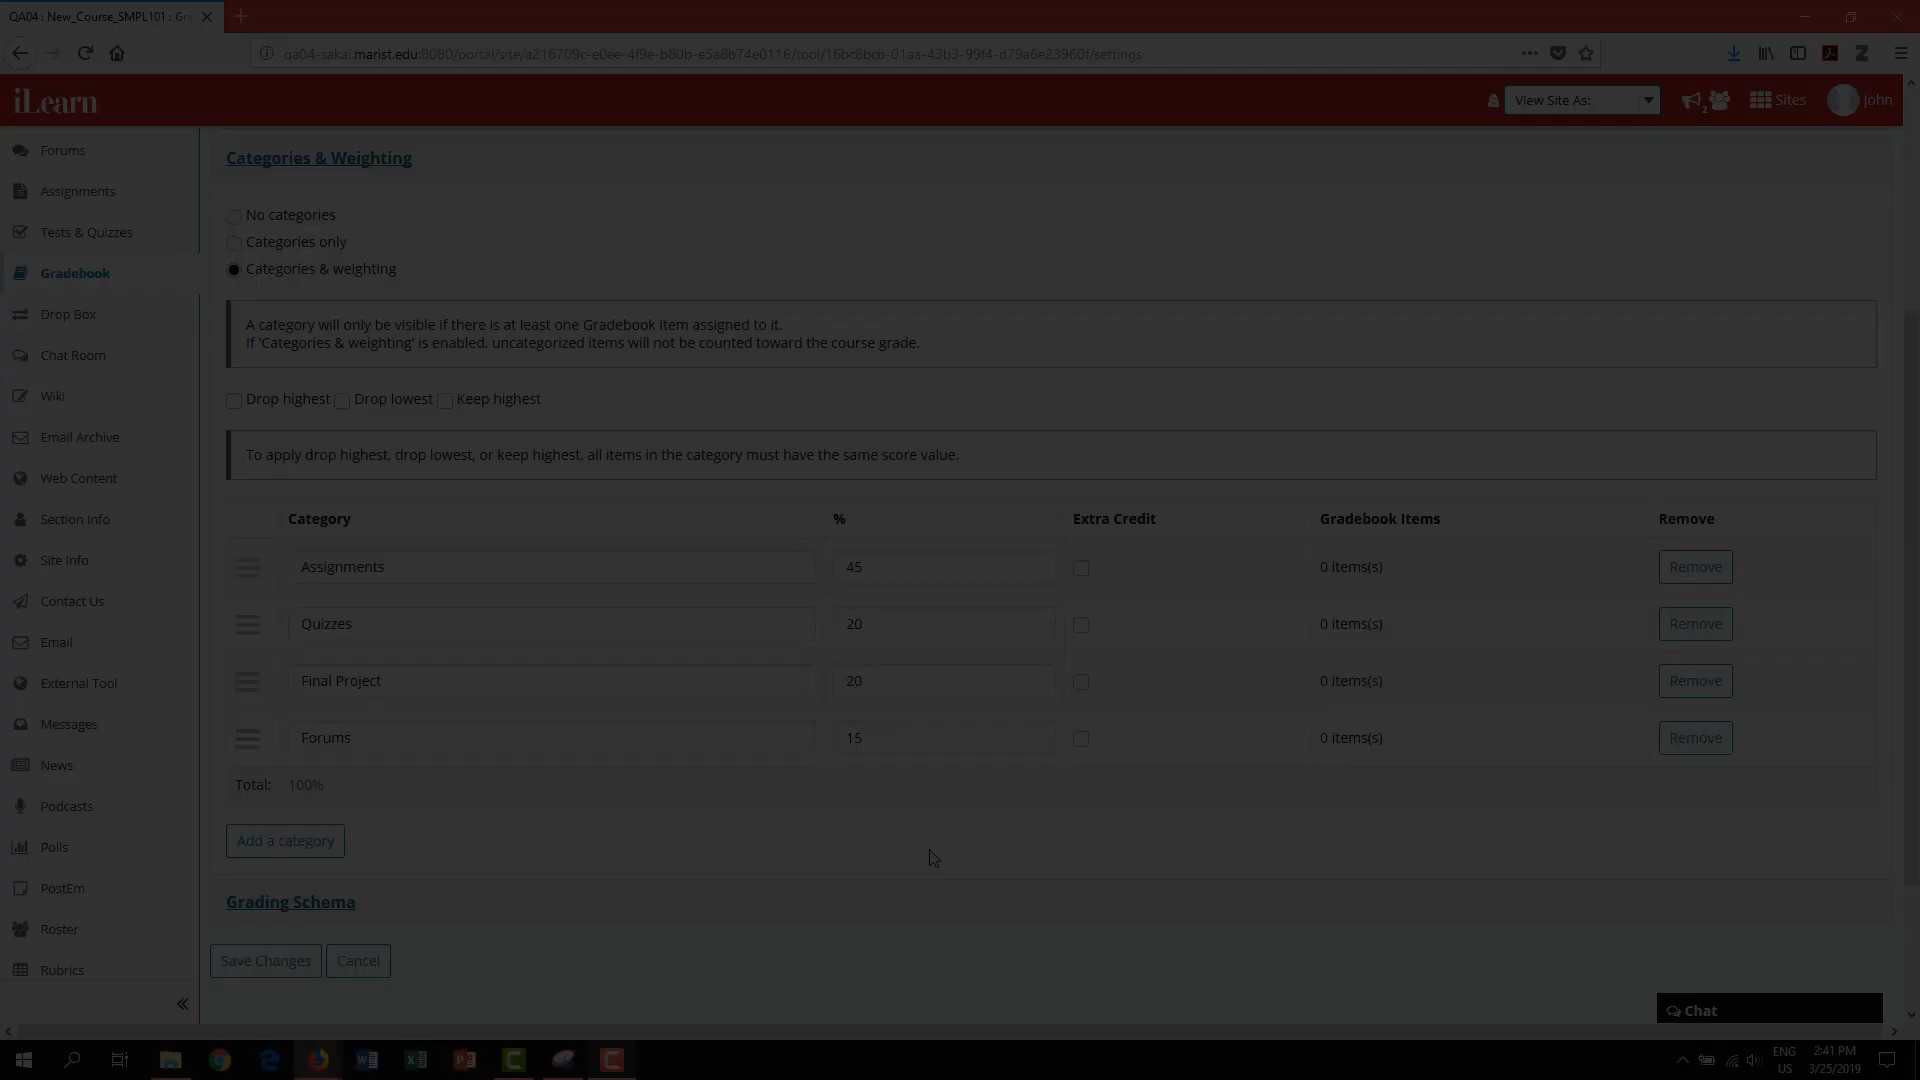 QA04 : New_Course_SMPL101 : Gr
qa04-sakai.marist.edu:8080/portal/site/a218709c-e0ee-4f9e-b80b-e5a8b74e0116/tool/16bc8bcb-01aa-43b3-99f4-d79a6e23960f/settings
iLearn
View Site As:
2
Sites
john
Forums
Assignments
Tests & Quizzes
Gradebook
Drop Box
Chat Room
Wiki
Email Archive
Web Content
Section Info
Site Info
Contact Us
Email
External Tool
Messages
News
Podcasts
Polls
PostEm
Roster
Rubrics
Categories & Weighting
No categories
Categories only
Categories & weighting
A category will only be visible if there is at least one Gradebook item assigned to it.
If 'Categories & weighting' is enabled, uncategorized items will not be counted toward the course grade.
Drop highest Drop lowest Keep highest
To apply drop highest, drop lowest, or keep highest, all items in the category must have the same score value.
Category % Extra Credit Gradebook Items Remove
Assignments 45 0 items(s) Remove
Quizzes 20 0 items(s) Remove
Final Project 20 0 items(s) Remove
Forums 15 0 items(s) Remove
Total: 100%
Add a category
Grading Schema
Save Changes Cancel
Chat
ENG
US
2:41 PM
3/25/2019